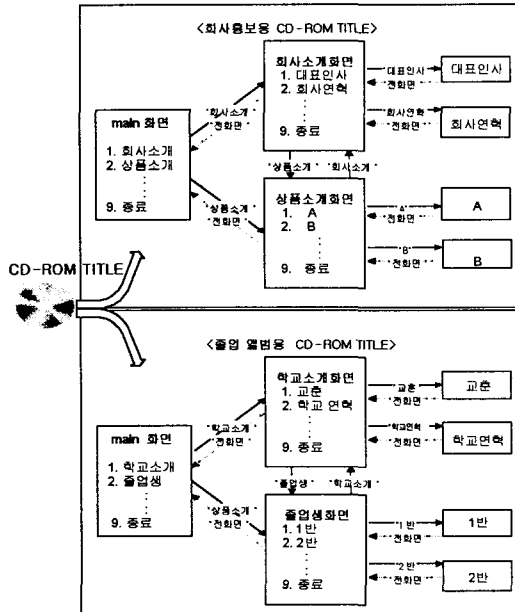 <회사홍보용 CD-ROM TITLE>
회사소개화면
1. 대표인사
2. 회사연혁
9. 종료
대표인사
전화면
대표인사
회사연혁
전화면
회사연혁
main 화면
1. 회사소개
2. 상품소개
9. 종료
회사소개
전화면
상품소개
전화면
상품소개
회사소개
상품소개화면
1. A
2. B
9. 종료
A
전화면
A
B
전화면
B
CD-ROM TITLE
<졸업 앨범용 CD-ROM TITLE>
학교소개화면
1. 교훈
2. 학교 연혁
9. 종료
교훈
전화면
교훈
학교연혁
전화면
학교연혁
main 화면
1. 학교소개
2. 졸업생
9. 종료
학교소개
전화면
상품소개
전화면
졸업생
학교소개
졸업생화면
1. 1반
2. 2반
9. 종료
1반
전화면
1반
2반
전화면
2반